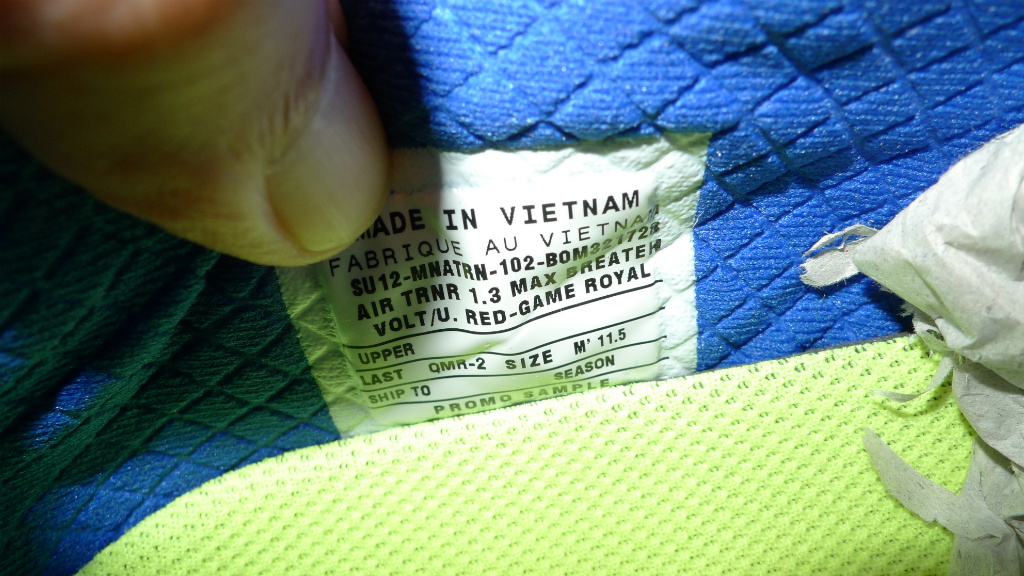 MADE IN VIETNAM
FABRIQUE AU VIETNAM
SU12-MNATRN-102-BOM321728
AIR TRNR 1.3 MAX BREATHE
VOLT/U. RED-GAME ROYAL
UPPER
LAST QMR-2 SIZE M' 11.5
SHIP TO SEASON
PROMO SAMPLE